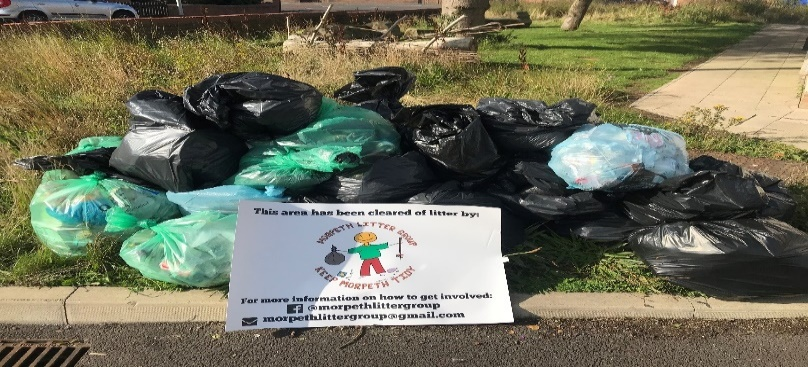 This area has been cleared of litter by:
MORPETH LITTER GROUP
KEEP MORPETH TIDY
For more information on how to get involved:
@morpethlittergroup
morpethlittergroup@gmail.com